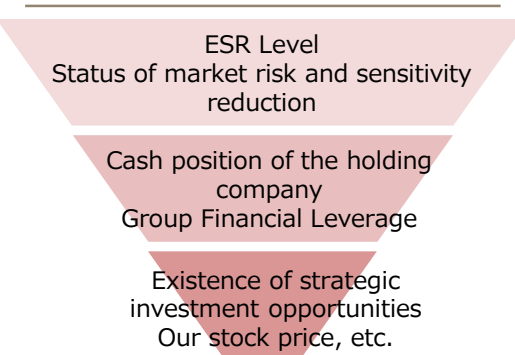 ESR Level
Status of market risk and sensitivity
reduction
Cash position of the holding
company
Group Financial Leverage
Existence of strategic
investment opportunities
Our stock price, etc.